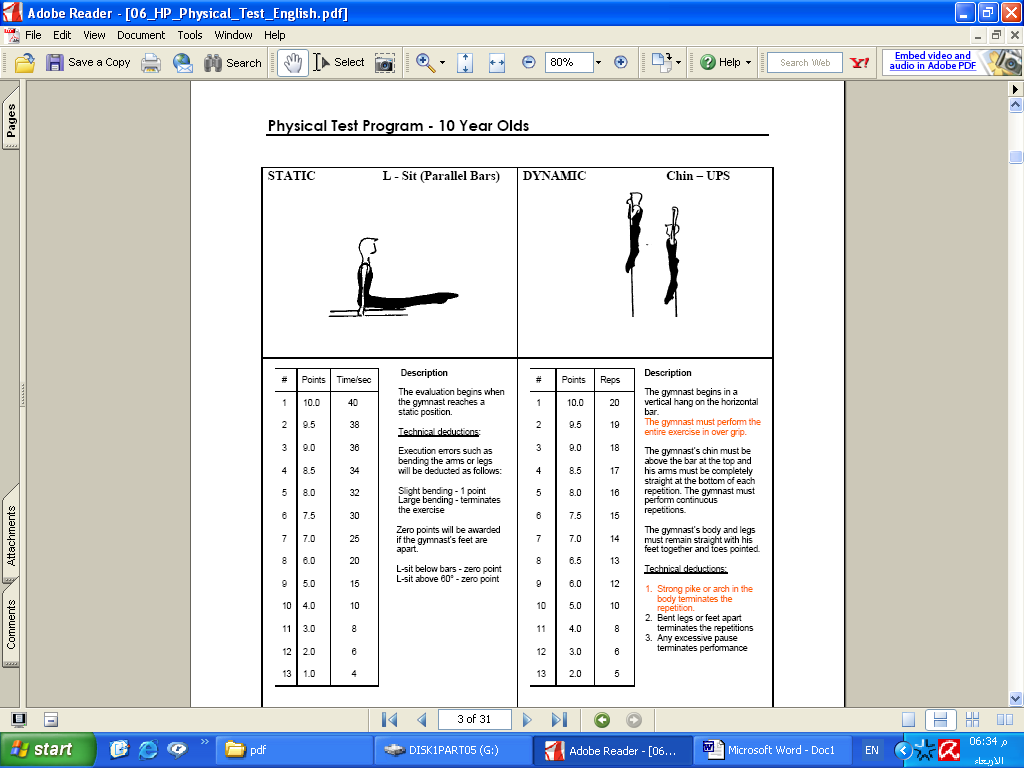 Adobe Reader - [06_HP_Physical_Test_English.pdf]
File Edit View Document Tools Window Help
Save a Copy Search Select 80% Help Search Web Y! Embed video and
audio in Adobe PDF
Pages
Attachments
Comments
Physical Test Program - 10 Year Olds
STATIC L - Sit (Parallel Bars)
# Points Time/sec
1 10.0 40
2 9.5 38
3 9.0 36
4 8.5 34
5 8.0 32
6 7.5 30
7 7.0 25
8 6.0 20
9 5.0 15
10 4.0 10
11 3.0 8
12 2.0 6
13 1.0 4
Description
The evaluation begins when
the gymnast reaches a
static position.
Technical deductions:
Execution errors such as
bending the arms or legs
will be deducted as follows:
Slight bending - 1 point
Large bending - terminates
the exercise
Zero points will be awarded
if the gymnast's feet are
apart.
L-sit below bars - zero point
L-sit above 60° - zero point
DYNAMIC Chin – UPS
# Points Reps
1 10.0 20
2 9.5 19
3 9.0 18
4 8.5 17
5 8.0 16
6 7.5 15
7 7.0 14
8 6.5 13
9 6.0 12
10 5.0 10
11 4.0 8
12 3.0 6
13 2.0 5
Description
The gymnast begins in a
vertical hang on the horizontal
bar.
The gymnast must perform the
entire exercise in over grip.
The gymnast's chin must be
above the bar at the top and
his arms must be completely
straight at the bottom of each
repetition. The gymnast must
perform continuous
repetitions.
The gymnast's body and legs
must remain straight with his
feet together and toes pointed.
Technical deductions:
1. Strong pike or arch in the
body terminates the
repetition.
2. Bent legs or feet apart
terminates the repetitions
3. Any excessive pause
terminates performance
3 of 31
start pdf DISK1PART05 (G:) Adobe Reader - [06... Microsoft Word - Doc1 EN 06:34 م
الاربعاء